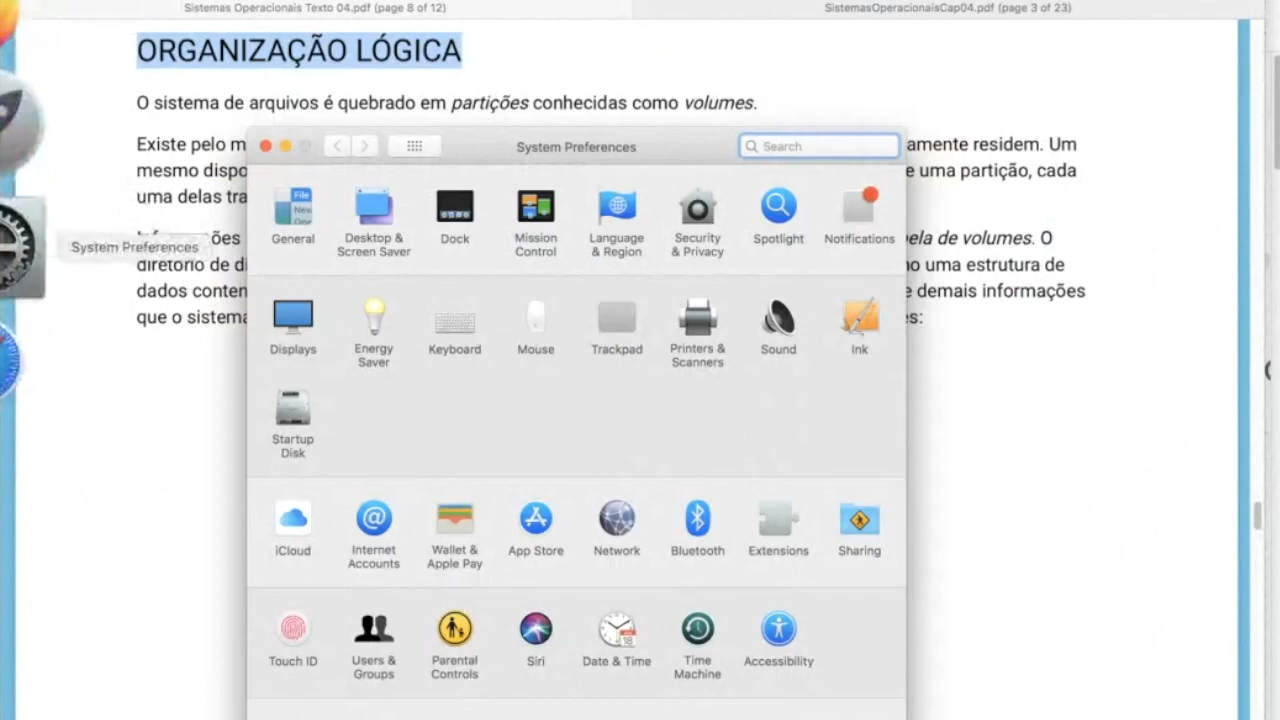 Sistemas Operacionais Texto 04.pdf (page 8 of 12)
SistemasOperacionaisCap04.pdf (page 3 of 23)
ORGANIZAÇÃO LÓGICA
O sistema de arquivos é quebrado em partições conhecidas como volumes.
Existe pelo m
amente residem. Um
mesmo dispo
e uma partição, cada
uma delas tra
ões
ela de volumes. O
diretório de di
o uma estrutura de
dados conten
e demais informações
que o sistema
s:
System Preferences
System Preferences
Search
General
Desktop &
Screen Saver
Dock
Mission
Control
Language
& Region
Security
& Privacy
Spotlight
Notifications
Displays
Energy
Saver
Keyboard
Mouse
Trackpad
Printers &
Scanners
Sound
Ink
Startup
Disk
iCloud
Internet
Accounts
Wallet &
Apple Pay
App Store
Network
Bluetooth
Extensions
Sharing
Touch ID
Users &
Groups
Parental
Controls
Siri
Date & Time
Time
Machine
Accessibility